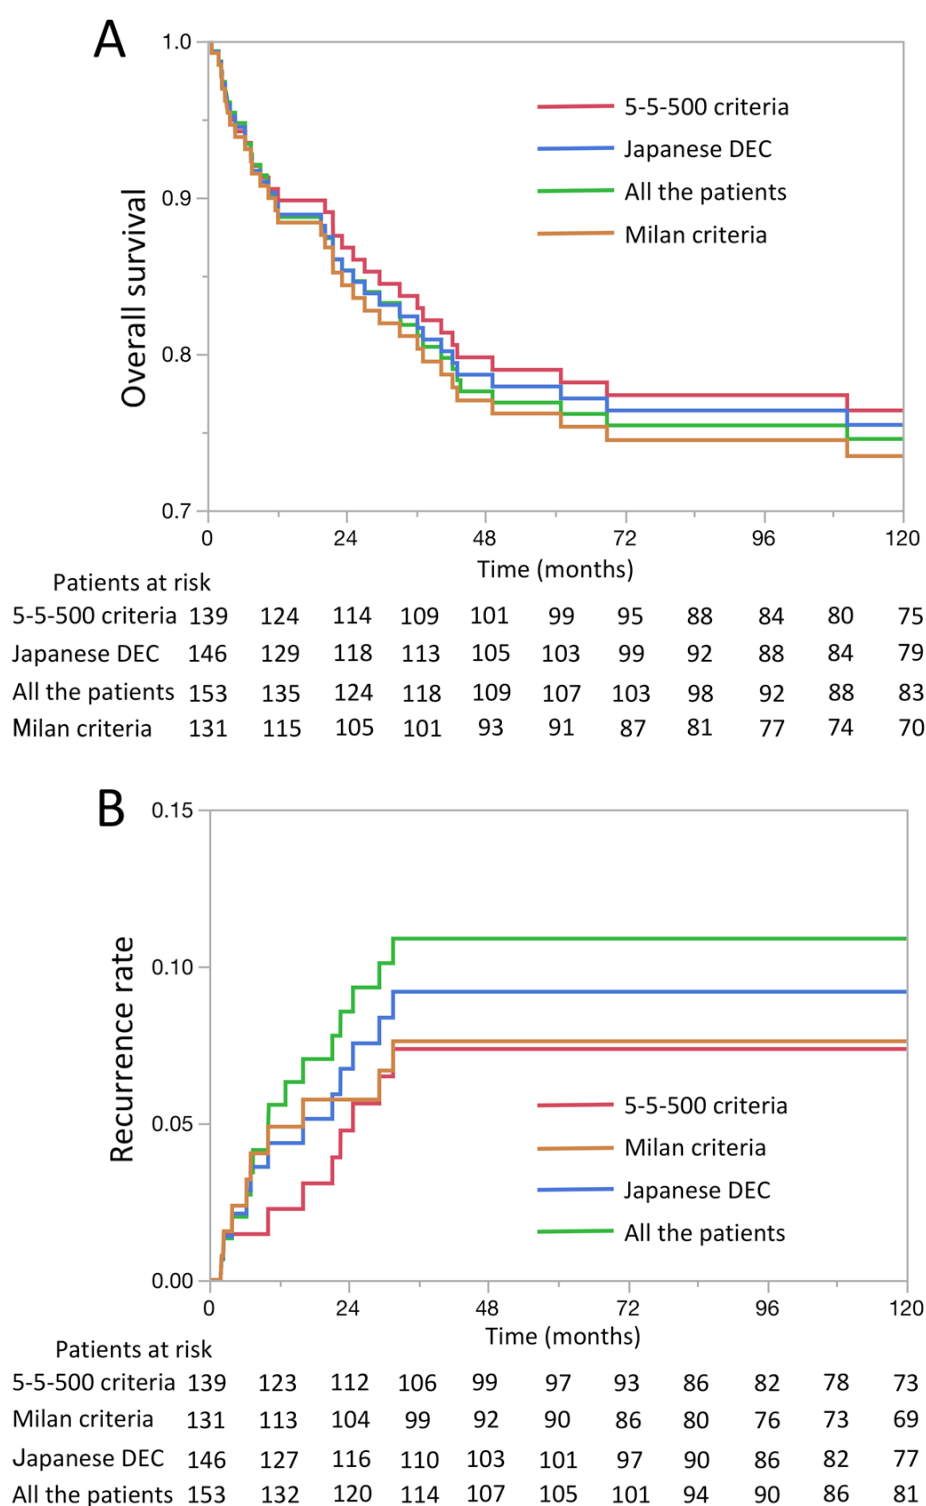 A
1.0
0.9
0.8
0.7
Overall survival
5-5-500 criteria
Japanese DEC
All the patients
Milan criteria
0 24 48 72 96 120
Time (months)
Patients at risk
5-5-500 criteria 139 124 114 109 101 99 95 88 84 80 75
Japanese DEC 146 129 118 113 105 103 99 92 88 84 79
All the patients 153 135 124 118 109 107 103 98 92 88 83
Milan criteria 131 115 105 101 93 91 87 81 77 74 70
B
0.15
0.10
0.05
0.00
Recurrence rate
5-5-500 criteria
Milan criteria
Japanese DEC
All the patients
0 24 48 72 96 120
Time (months)
Patients at risk
5-5-500 criteria 139 123 112 106 99 97 93 86 82 78 73
Milan criteria 131 113 104 99 92 90 86 80 76 73 69
Japanese DEC 146 127 116 110 103 101 97 90 86 82 77
All the patients 153 132 120 114 107 105 101 94 90 86 81